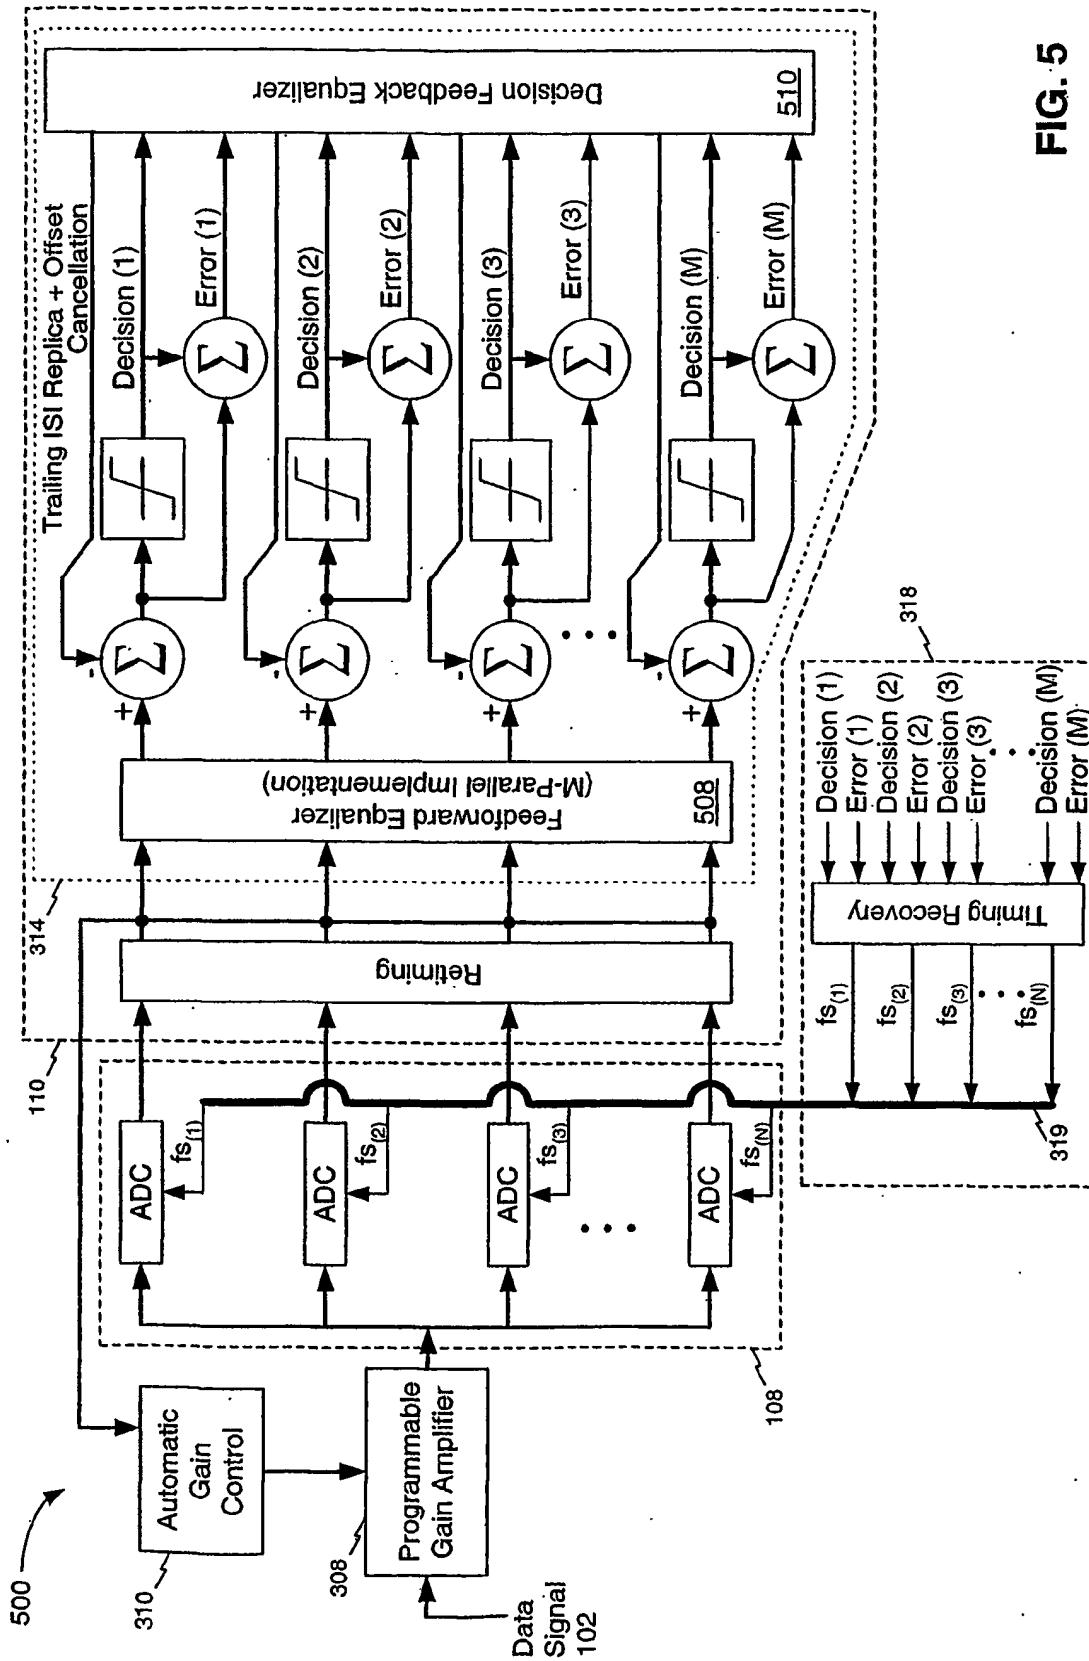 500
310
Automatic
Gain
Control
308
Programmable
Gain Amplifier
Data
Signal
102
108
ADC
fs(1)
ADC
fs(2)
ADC
fs(3)
• • •
ADC
fs(N)
110
Retiming
314
Feedforward Equalizer
(M-Parallel Implementation)
508
Trailing ISI Replica + Offset
Cancellation
+
-
Σ
Decision (1)
Σ
Error (1)
+
-
Σ
Decision (2)
Σ
Error (2)
+
-
Σ
Decision (3)
Σ
Error (3)
• • •
+
-
Σ
Decision (M)
Σ
Error (M)
Decision Feedback Equalizer
510
318
Decision (1)
Error (1)
Decision (2)
Error (2)
Decision (3)
Error (3)
• • •
Decision (M)
Error (M)
Timing Recovery
fs(1)
fs(2)
fs(3)
• • •
fs(N)
319
FIG. 5